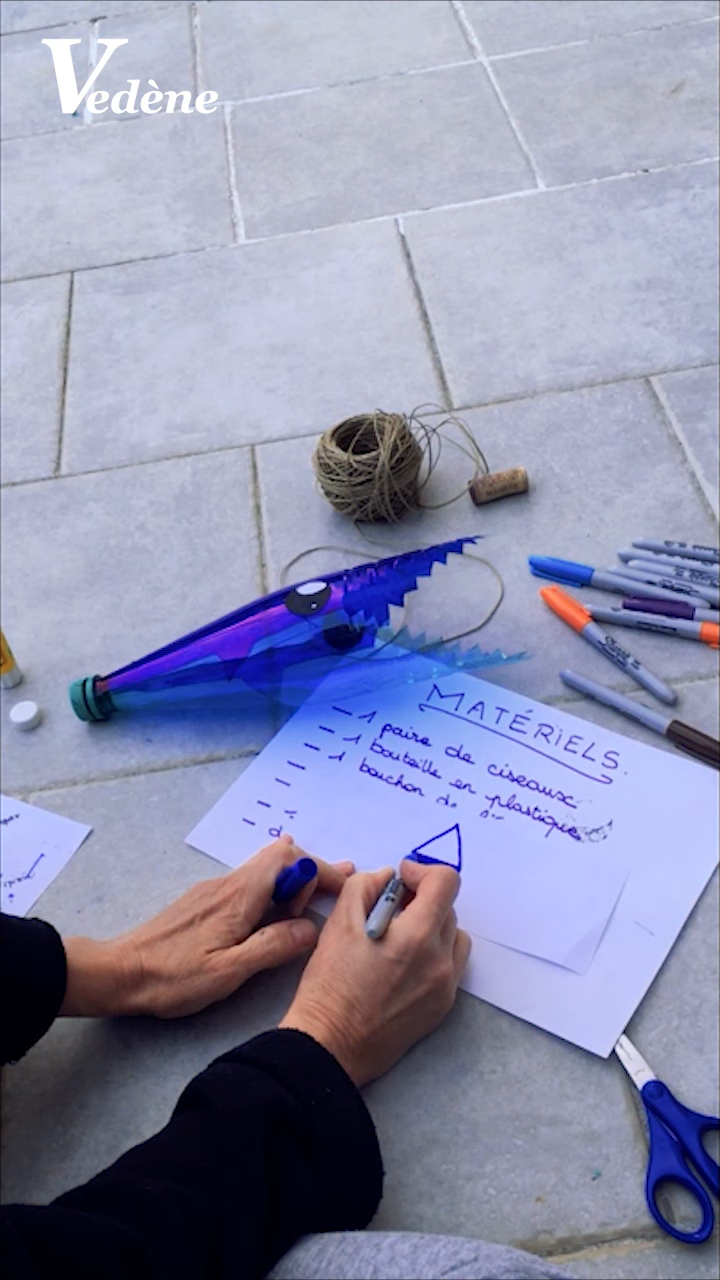 Vedène
MATÉRIELS.
- 1 paire de ciseaux
- 1 bouteille en plastique
- 1 bouchon de
-
-
- d